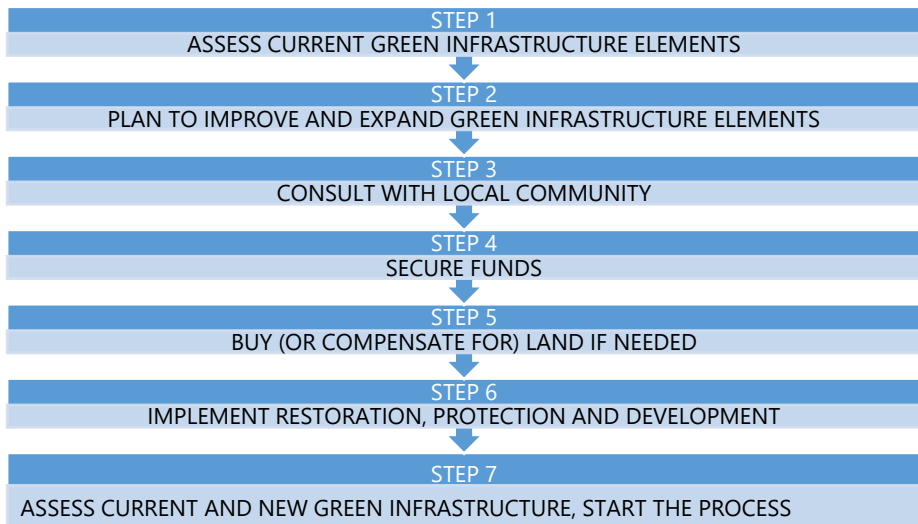 STEP 1
ASSESS CURRENT GREEN INFRASTRUCTURE ELEMENTS
STEP 2
PLAN TO IMPROVE AND EXPAND GREEN INFRASTRUCTURE ELEMENTS
STEP 3
CONSULT WITH LOCAL COMMUNITY
STEP 4
SECURE FUNDS
STEP 5
BUY (OR COMPENSATE FOR) LAND IF NEEDED
STEP 6
IMPLEMENT RESTORATION, PROTECTION AND DEVELOPMENT
STEP 7
ASSESS CURRENT AND NEW GREEN INFRASTRUCTURE, START THE PROCESS